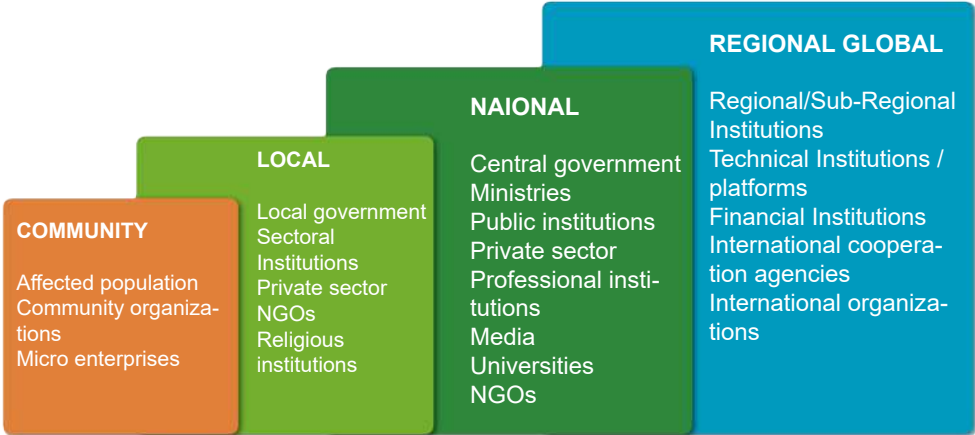 COMMUNITY
Affected population
Community organiza-
tions
Micro enterprises
LOCAL
Local government
Sectoral
Institutions
Private sector
NGOs
Religious
institutions
NAIONAL
Central government
Ministries
Public institutions
Private sector
Professional insti-
tutions
Media
Universities
NGOs
REGIONAL GLOBAL
Regional/Sub-Regional
Institutions
Technical Institutions /
platforms
Financial Institutions
International coopera-
tion agencies
International organiza-
tions